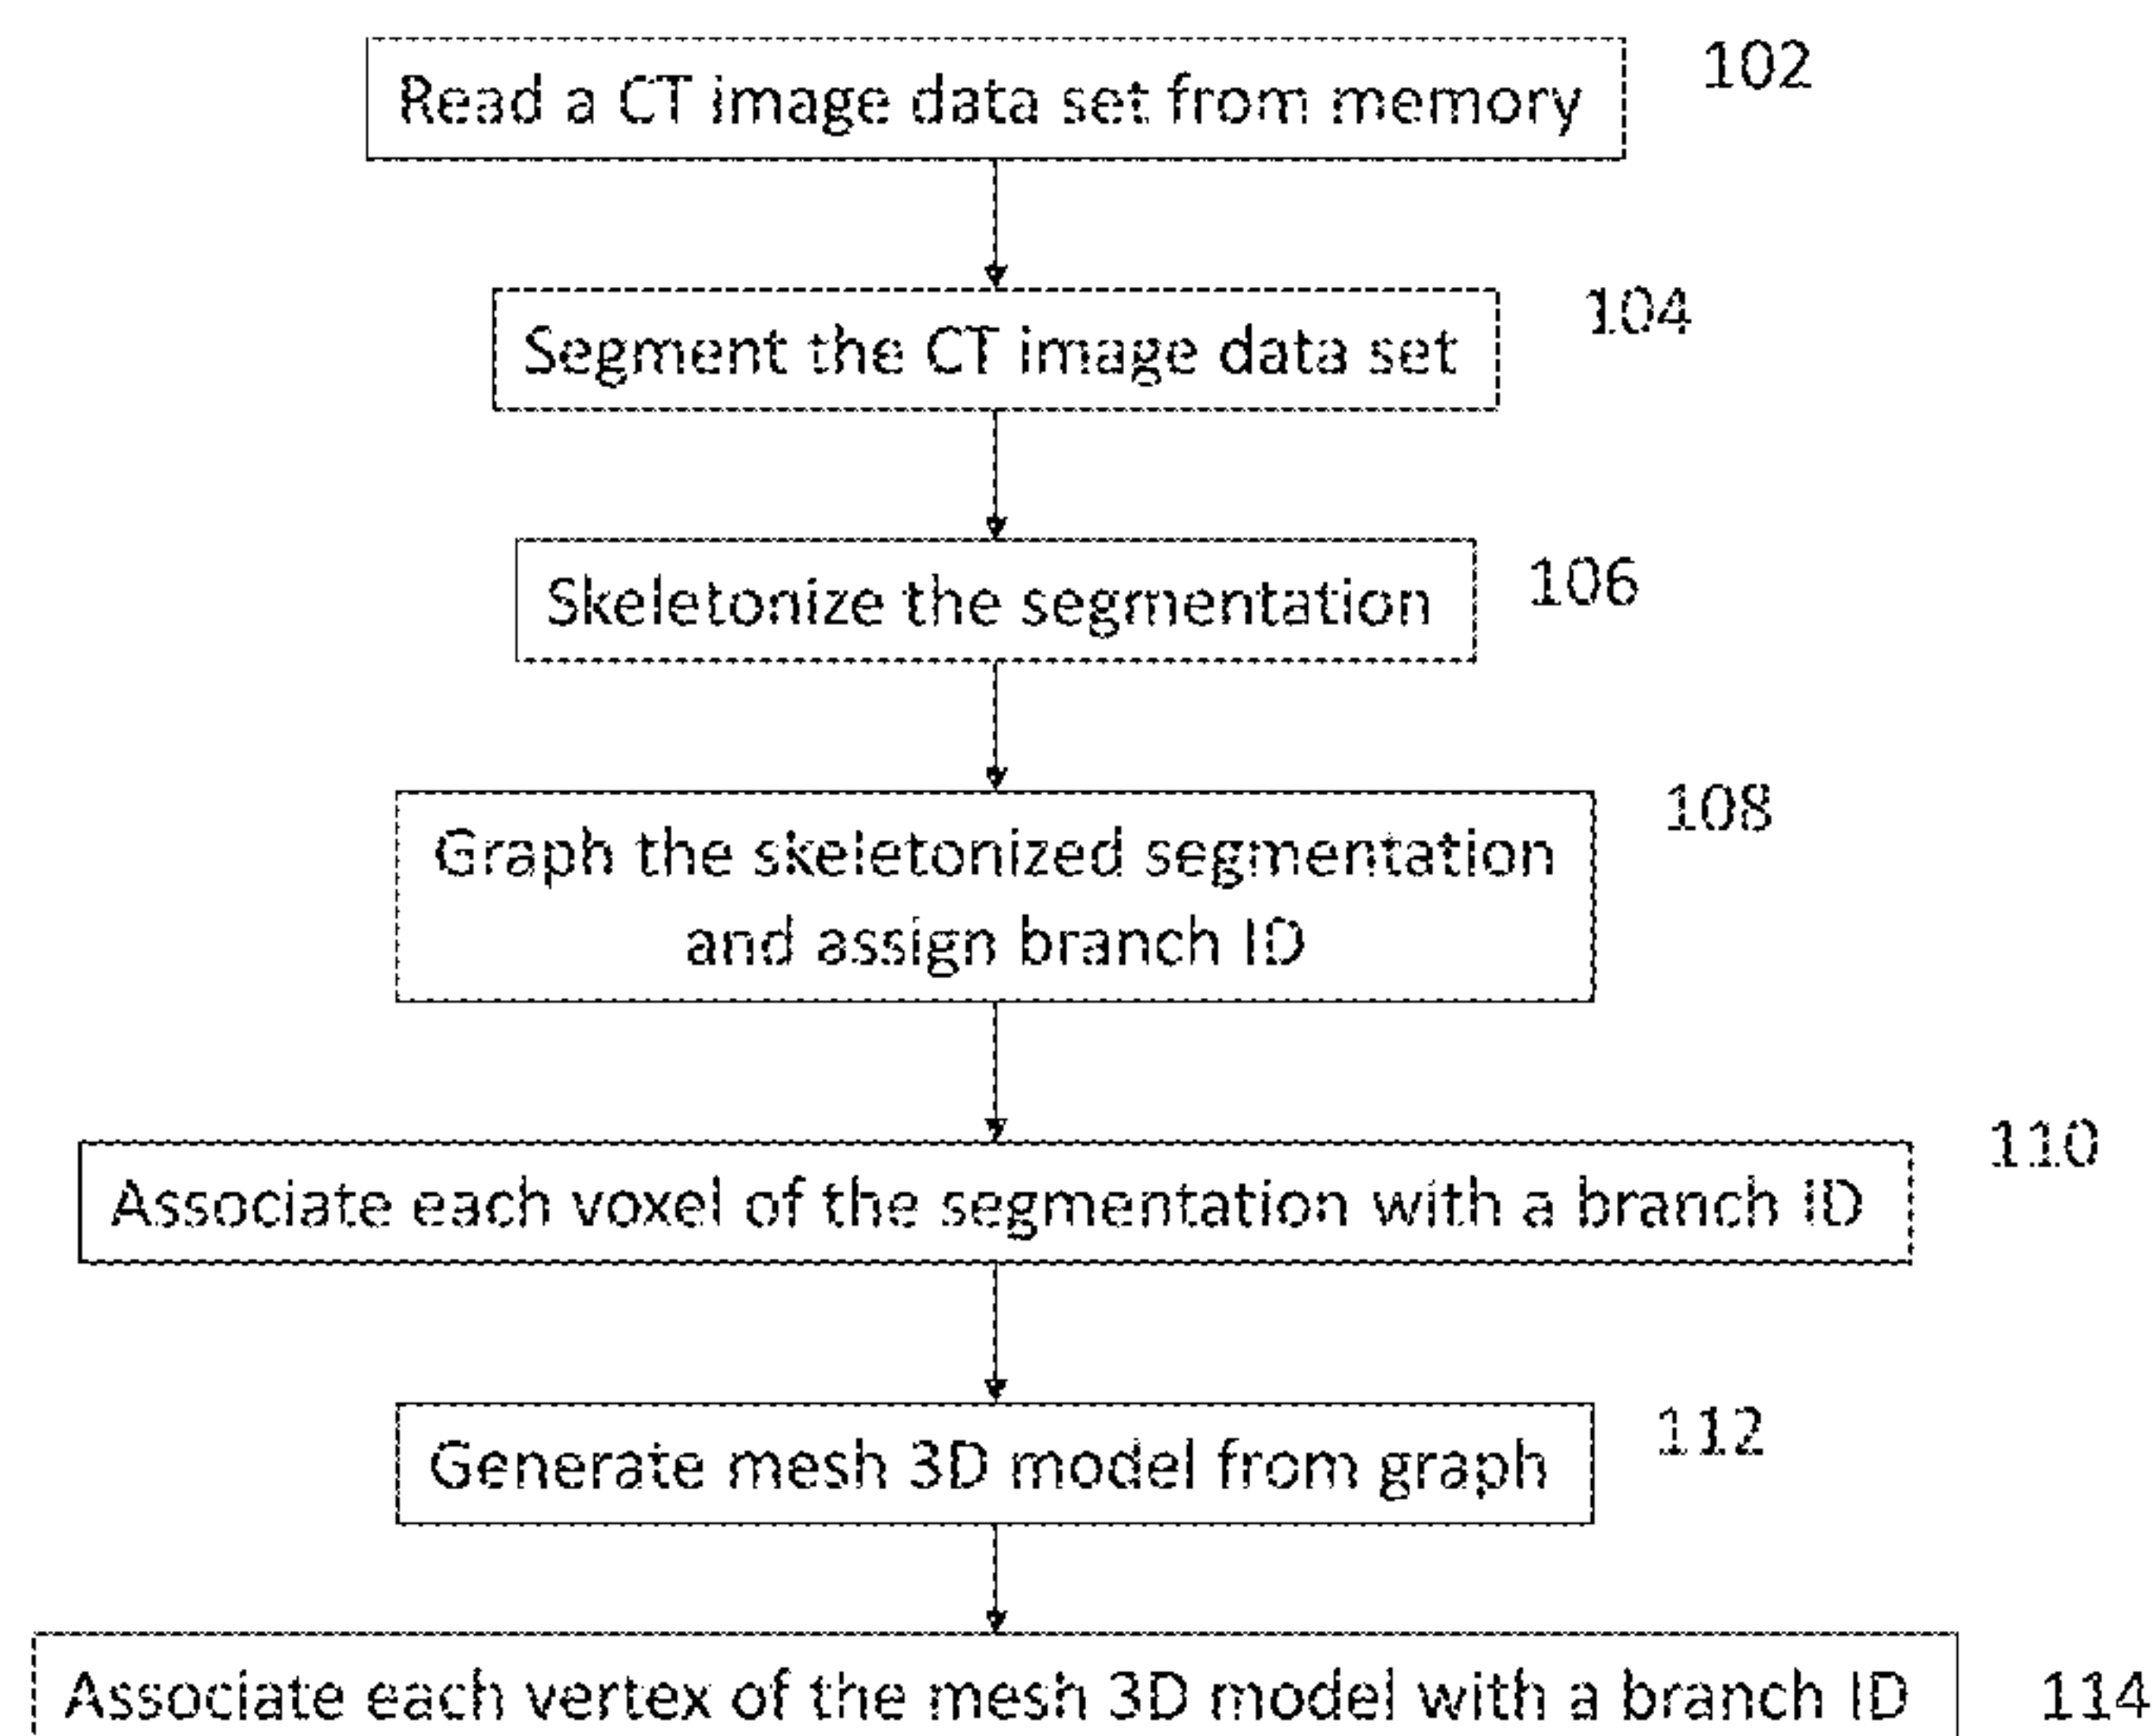 Read a CT image data set from memory
102
Segment the CT image data set
104
Skeletonize the segmentation
106
Graph the skeletonized segmentation
and assign branch ID
108
Associate each voxel of the segmentation with a branch ID
110
Generate mesh 3D model from graph
112
Associate each vertex of the mesh 3D model with a branch ID
114